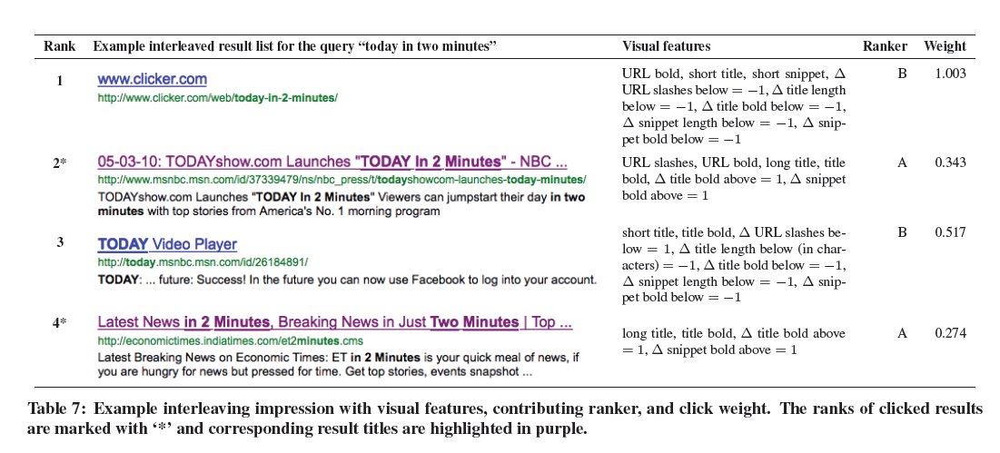 Rank Example interleaved result list for the query “today in two minutes” Visual features Ranker Weight
1 www.clicker.com
http://www.clicker.com/web/today-in-2-minutes/
URL bold, short title, short snippet, Δ
URL slashes below = −1, Δ title length
below = −1, Δ title bold below = −1,
Δ snippet length below = −1, Δ snip-
pet bold below = −1
B 1.003
2* 05-03-10: TODAYshow.com Launches "TODAY In 2 Minutes" - NBC ...
http://www.msnbc.msn.com/id/37339479/ns/nbc_press/t/todayshowcom-launches-today-minutes/
TODAYshow.com Launches "TODAY In 2 Minutes" Viewers can jumpstart their day in two
minutes with top stories from America's No. 1 morning program
URL slashes, URL bold, long title, title
bold, Δ title bold above = 1, Δ snippet
bold above = 1
A 0.343
3 TODAY Video Player
http://today.msnbc.msn.com/id/26184891/
TODAY: ... future: Success! In the future you can now use Facebook to log into your account.
short title, title bold, Δ URL slashes be-
low = 1, Δ title length below (in char-
acters) = −1, Δ title bold below = −1,
Δ snippet length below = −1, Δ snip-
pet bold below = −1
B 0.517
4* Latest News in 2 Minutes, Breaking News in Just Two Minutes | Top ...
http://economictimes.indiatimes.com/et2minutes.cms
Latest Breaking News on Economic Times: ET in 2 Minutes is your quick meal of news, if
you are hungry for news but pressed for time. Get top stories, events snapshot ...
long title, title bold, Δ title bold above
= 1, Δ snippet bold above = 1
A 0.274
Table 7: Example interleaving impression with visual features, contributing ranker, and click weight. The ranks of clicked results
are marked with ‘*’ and corresponding result titles are highlighted in purple.